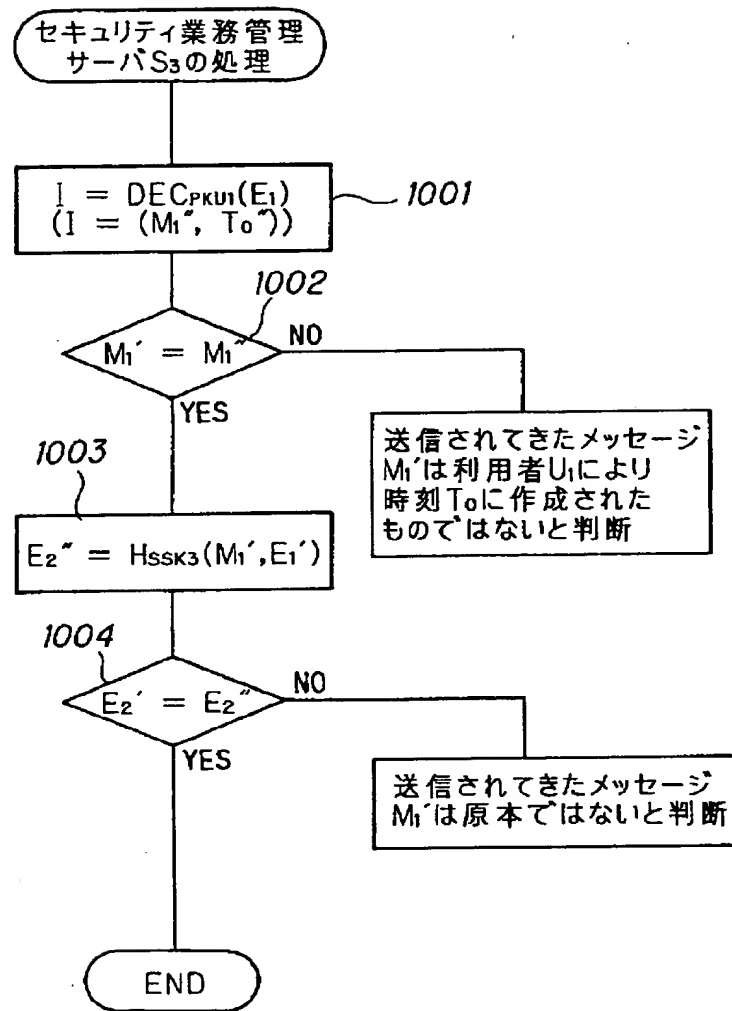 セキュリティ業務管理
サーバS₃の処理
I = DEC_PKU1(E₁)
(I = (M₁″, T₀″))
1001
1002
M₁′ = M₁″
NO
YES
送信されてきたメッセージ
M₁′は利用者U₁により
時刻T₀に作成された
ものではないと判断
1003
E₂″ = H_SSK3(M₁′,E₁′)
1004
E₂′ = E₂″
NO
YES
送信されてきたメッセージ
M₁′は原本ではないと判断
END